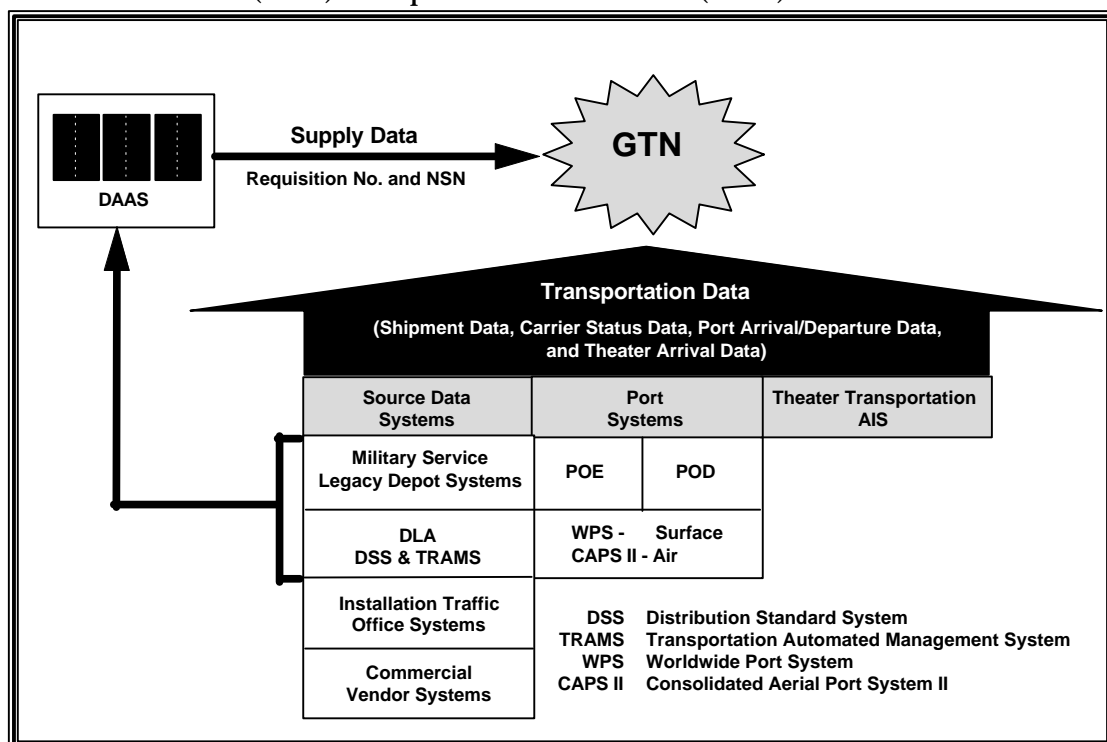 Supply Data
GTN
Requisition No. and NSN
DAAS
Transportation Data
(Shipment Data, Carrier Status Data, Port Arrival/Departure Data,
and Theater Arrival Data)
Source Data
Systems
Port
Systems
Theater Transportation
AIS
Military Service
Legacy Depot Systems
POE
POD
DLA
DSS & TRAMS
WPS - Surface
CAPS II - Air
Installation Traffic
Office Systems
Commercial
Vendor Systems
DSS Distribution Standard System
TRAMS Transportation Automated Management System
WPS Worldwide Port System
CAPS II Consolidated Aerial Port System II